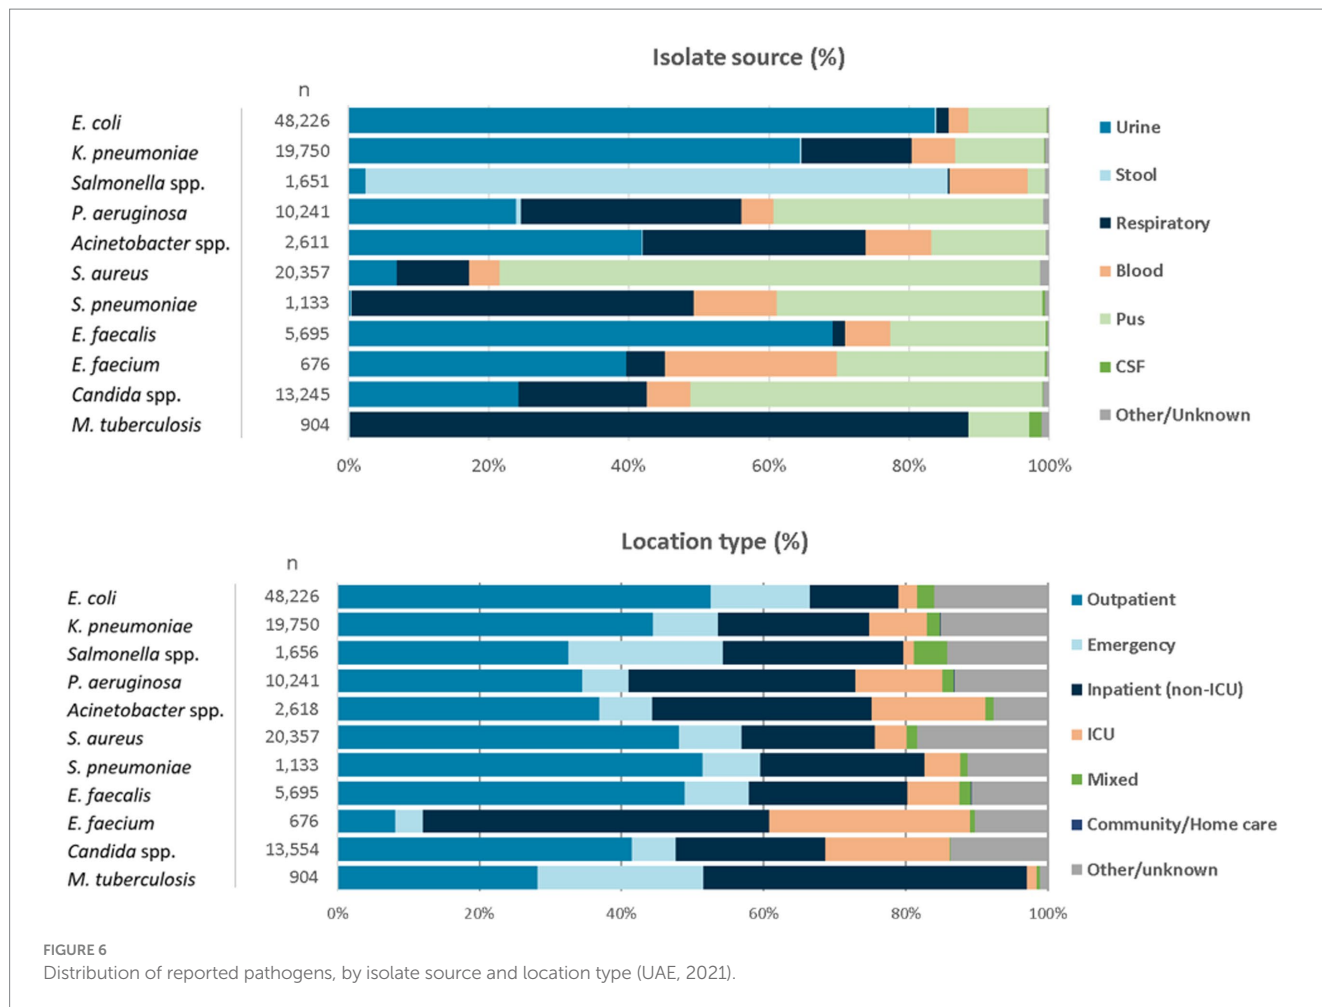 Isolate source (%)
n
E. coli 48,226
K. pneumoniae 19,750
Salmonella spp. 1,651
P. aeruginosa 10,241
Acinetobacter spp. 2,611
S. aureus 20,357
S. pneumoniae 1,133
E. faecalis 5,695
E. faecium 676
Candida spp. 13,245
M. tuberculosis 904
0% 20% 40% 60% 80% 100%
Urine
Stool
Respiratory
Blood
Pus
CSF
Other/Unknown
Location type (%)
n
E. coli 48,226
K. pneumoniae 19,750
Salmonella spp. 1,656
P. aeruginosa 10,241
Acinetobacter spp. 2,618
S. aureus 20,357
S. pneumoniae 1,133
E. faecalis 5,695
E. faecium 676
Candida spp. 13,554
M. tuberculosis 904
0% 20% 40% 60% 80% 100%
Outpatient
Emergency
Inpatient (non-ICU)
ICU
Mixed
Community/Home care
Other/unknown
FIGURE 6
Distribution of reported pathogens, by isolate source and location type (UAE, 2021).